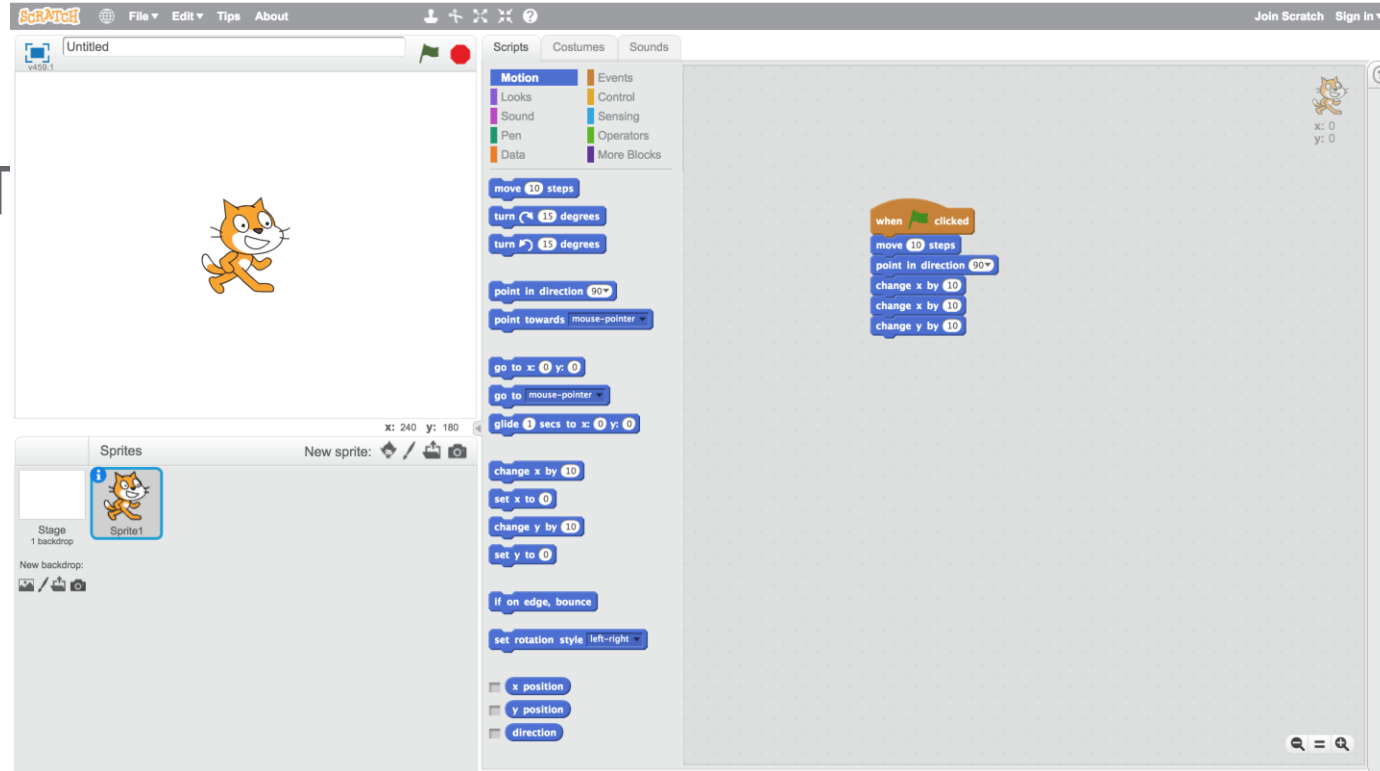 SCRATCH File Edit Tips About Join Scratch Sign in
Untitled
v459.1
Scripts Costumes Sounds
Motion Events
Looks Control
Sound Sensing
Pen Operators
Data More Blocks
move 10 steps
turn 15 degrees
turn 15 degrees
point in direction 90
point towards mouse-pointer
go to x: 0 y: 0
go to mouse-pointer
glide 1 secs to x: 0 y: 0
change x by 10
set x to 0
change y by 10
set y to 0
if on edge, bounce
set rotation style left-right
x position
y position
direction
when clicked
move 10 steps
point in direction 90
change x by 10
change x by 10
change y by 10
x: 0
y: 0
x: 240 y: 180
Sprites New sprite:
Stage
1 backdrop
Sprite1
New backdrop: